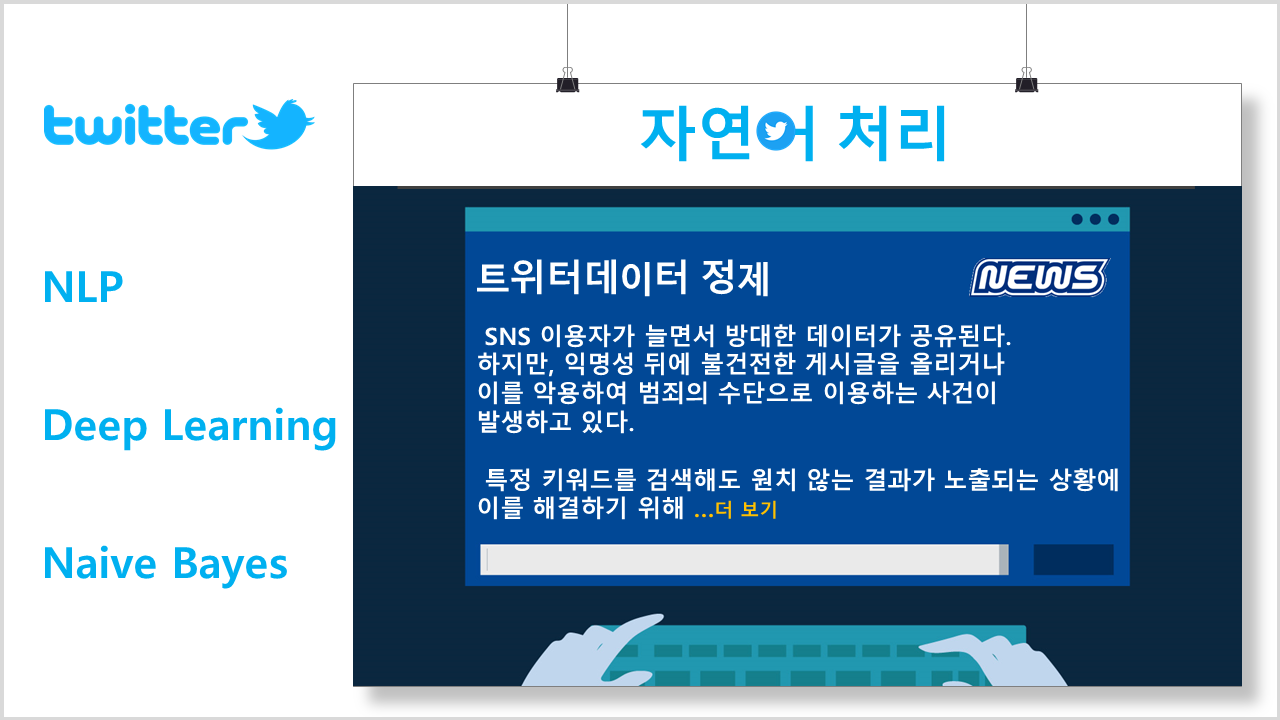 twitter
자연어 처리
NLP
Deep Learning
Naive Bayes
트위터데이터 정제
NEWS
SNS 이용자가 늘면서 방대한 데이터가 공유된다.
하지만, 익명성 뒤에 불건전한 게시글을 올리거나
이를 악용하여 범죄의 수단으로 이용하는 사건이
발생하고 있다.
특정 키워드를 검색해도 원치 않는 결과가 노출되는 상황에
이를 해결하기 위해 ...더 보기